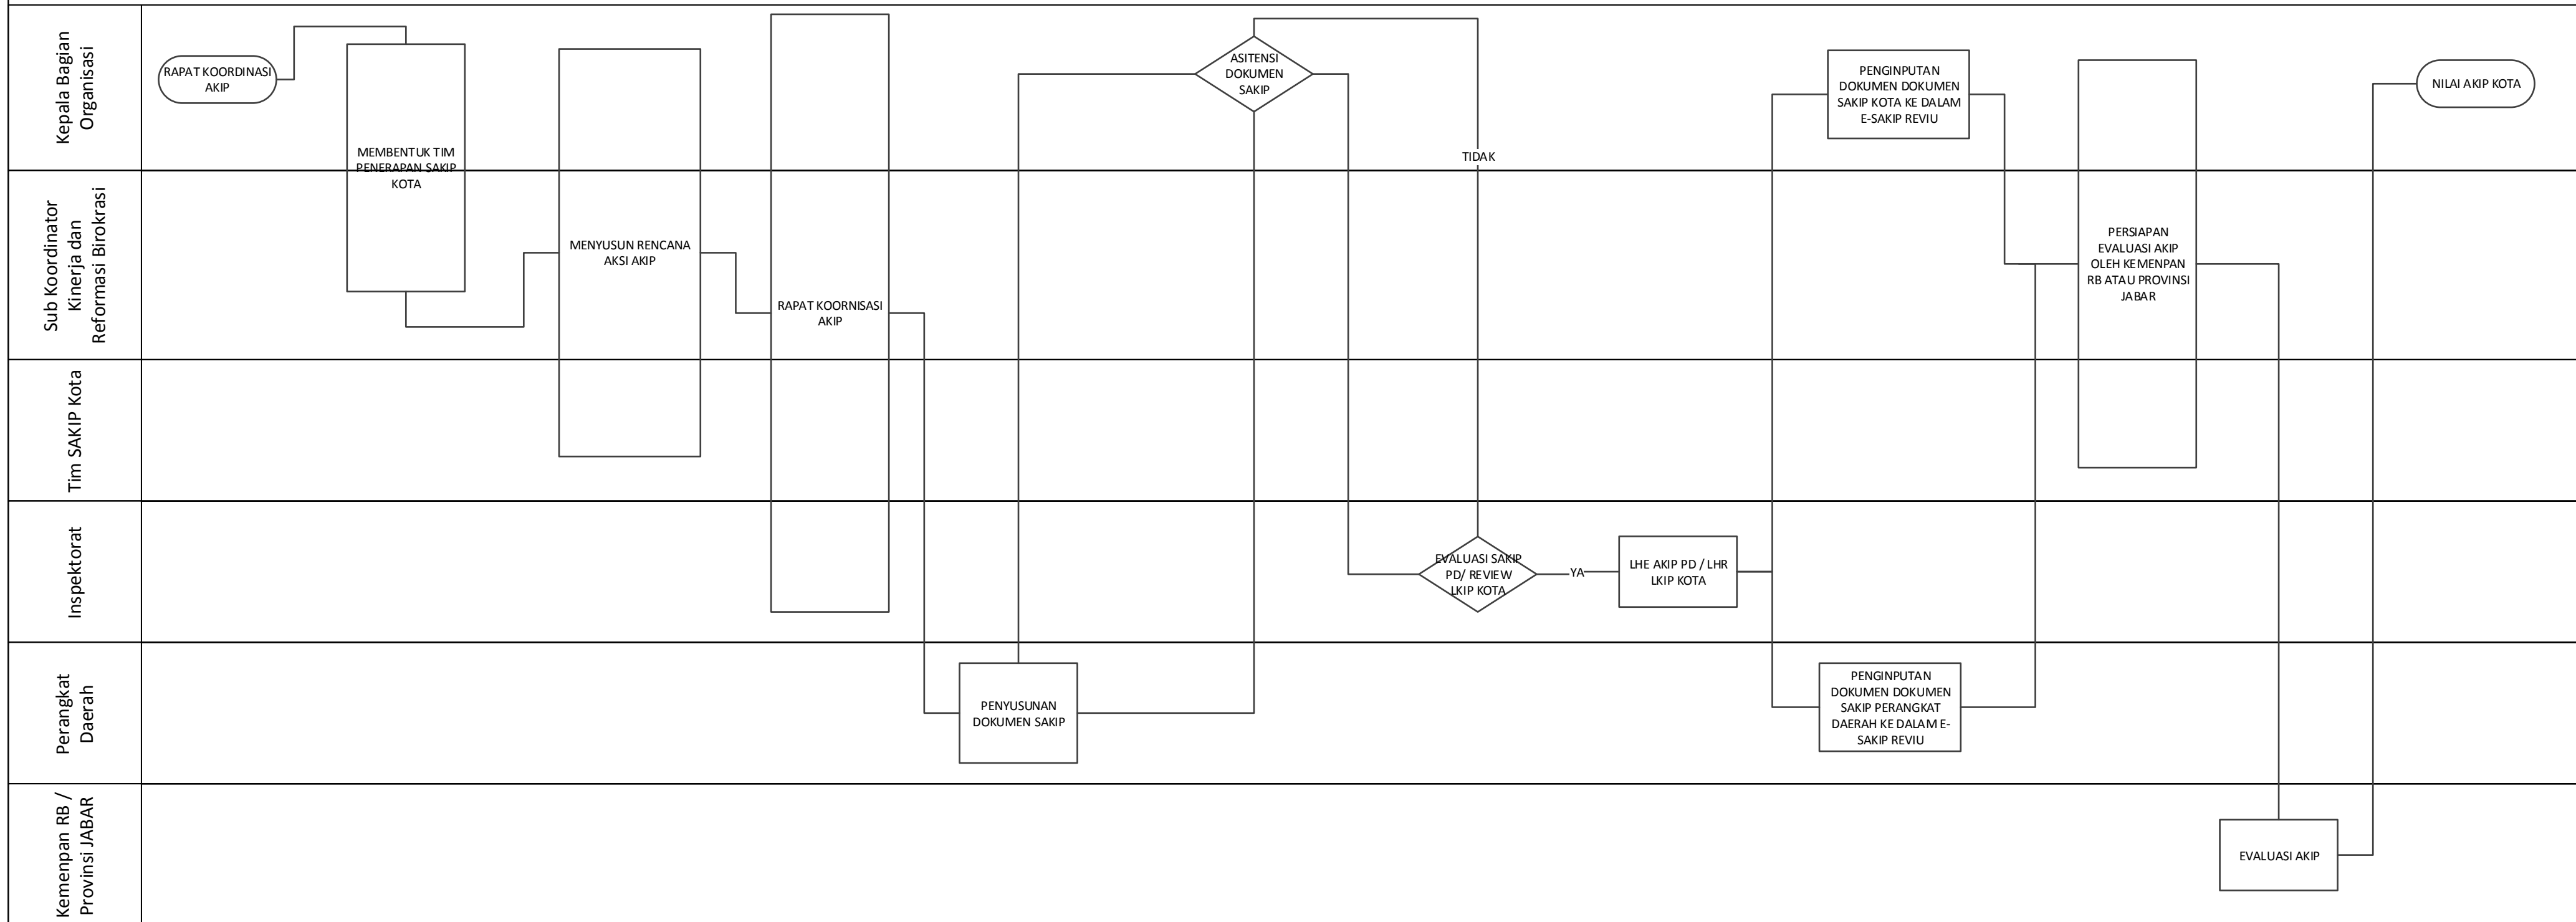 Kepala Bagian
Organisasi
RAPAT KOORDINASI
AKIP
MEMBENTUK TIM
PENERAPAN SAKIP
KOTA
ASITENSI
DOKUMEN
SAKIP
TIDAK
PENGINPUTAN
DOKUMEN DOKUMEN
SAKIP KOTA KE DALAM
E-SAKIP REVIU
NILAI AKIP KOTA
Sub Koordinator
Kinerja dan
Reformasi Birokrasi
MENYUSUN RENCANA
AKSI AKIP
RAPAT KOORNISASI
AKIP
PERSIAPAN
EVALUASI AKIP
OLEH KEMENPAN
RB ATAU PROVINSI
JABAR
Tim SAKIP Kota
Inspektorat
EVALUASI SAKIP
PD/ REVIEW
LKIP KOTA
YA
LHE AKIP PD / LHR
LKIP KOTA
Perangkat
Daerah
PENYUSUNAN
DOKUMEN SAKIP
PENGINPUTAN
DOKUMEN DOKUMEN
SAKIP PERANGKAT
DAERAH KE DALAM E-
SAKIP REVIU
Kemenpan RB /
Provinsi JABAR
EVALUASI AKIP